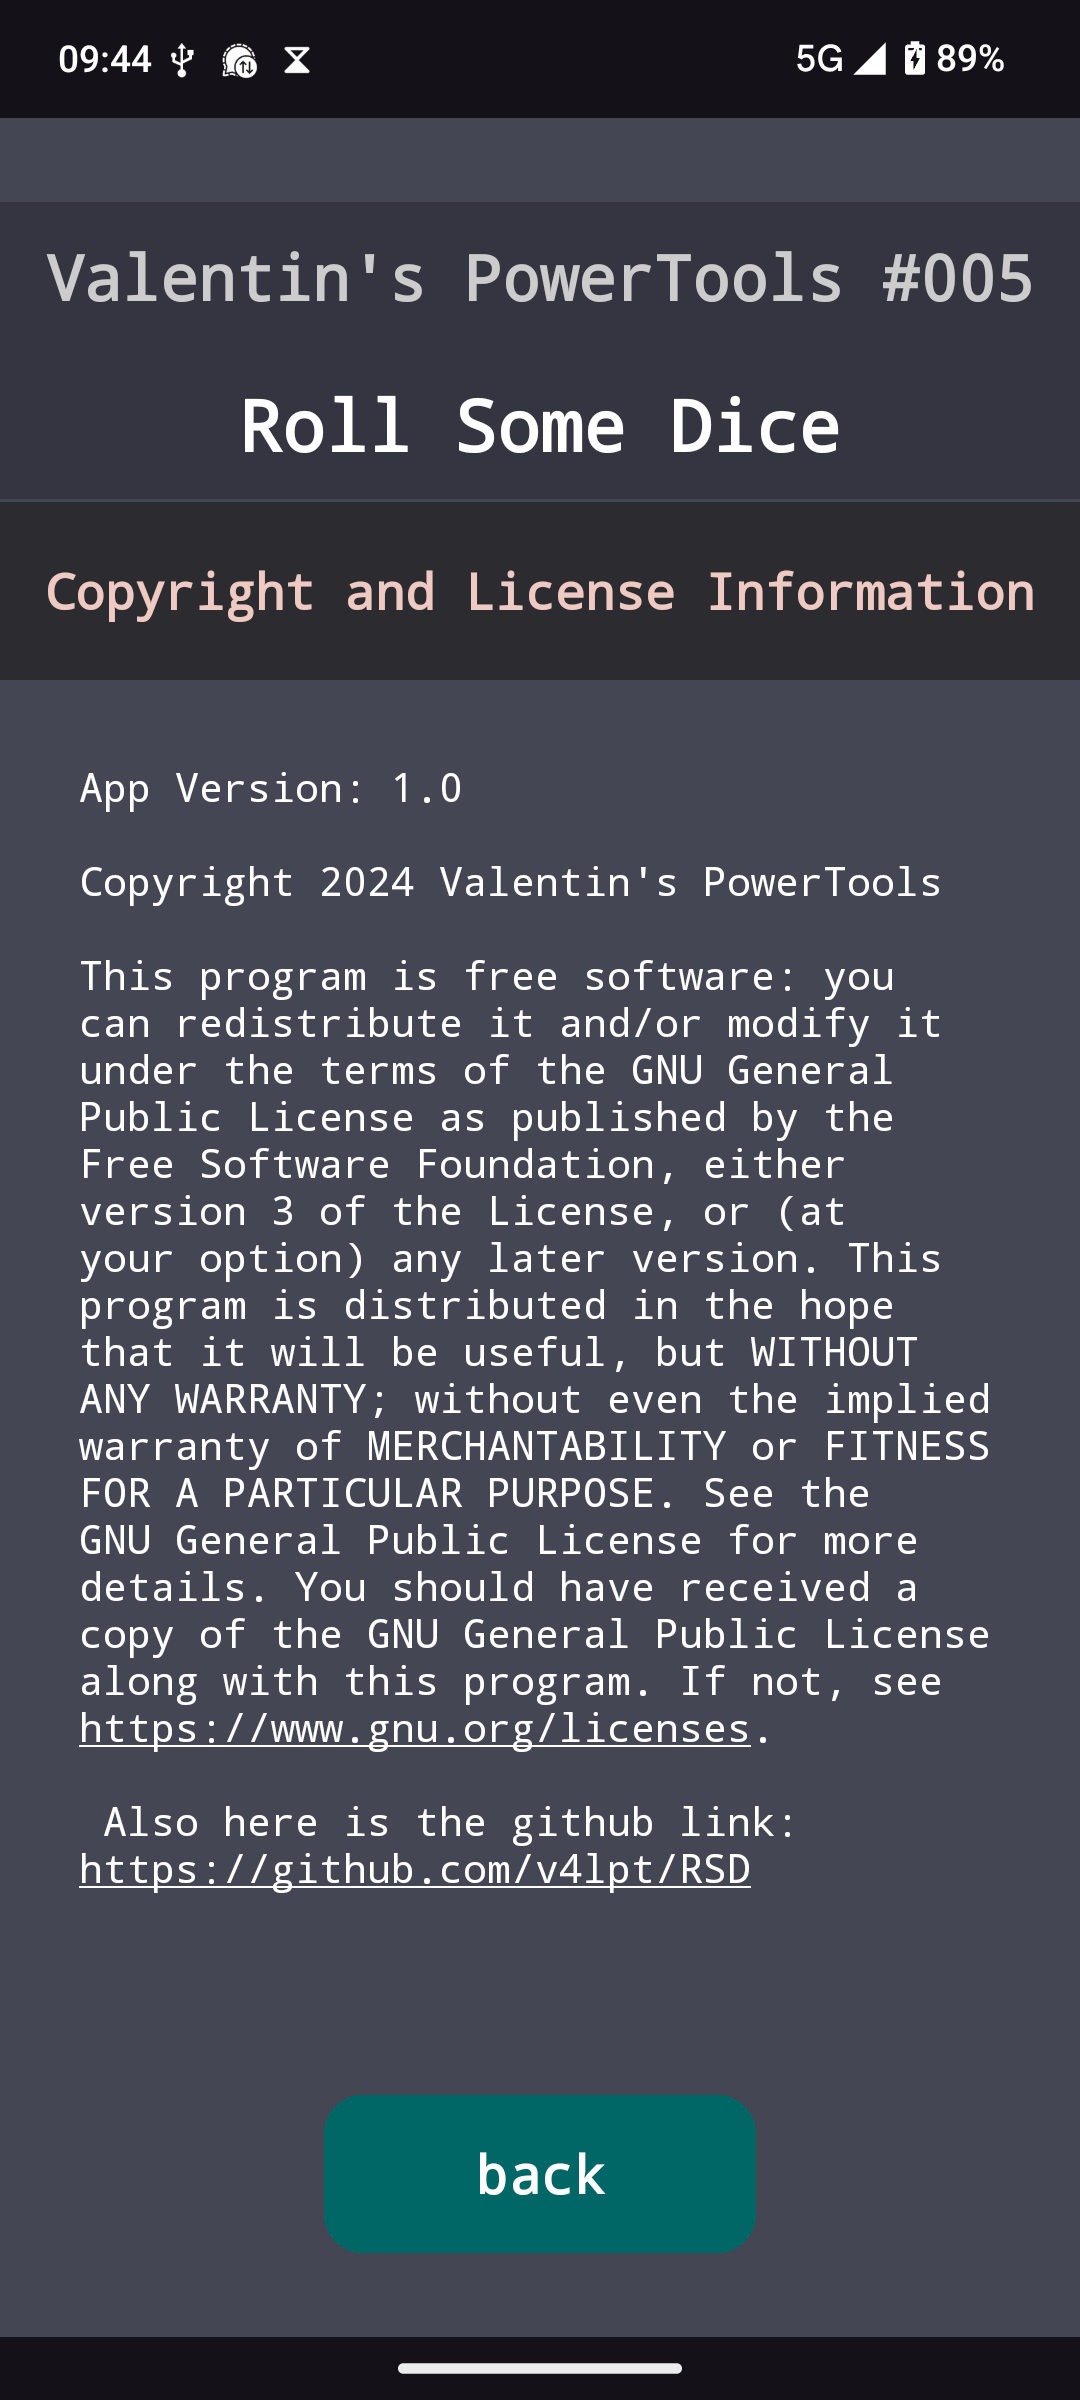 09:44
5G 89%
Valentin's PowerTools #005
Roll Some Dice
Copyright and License Information
App Version: 1.0
Copyright 2024 Valentin's PowerTools
This program is free software: you
can redistribute it and/or modify it
under the terms of the GNU General
Public License as published by the
Free Software Foundation, either
version 3 of the License, or (at
your option) any later version. This
program is distributed in the hope
that it will be useful, but WITHOUT
ANY WARRANTY; without even the implied
warranty of MERCHANTABILITY or FITNESS
FOR A PARTICULAR PURPOSE. See the
GNU General Public License for more
details. You should have received a
copy of the GNU General Public License
along with this program. If not, see
https://www.gnu.org/licenses.
Also here is the github link:
https://github.com/v4lpt/RSD
back